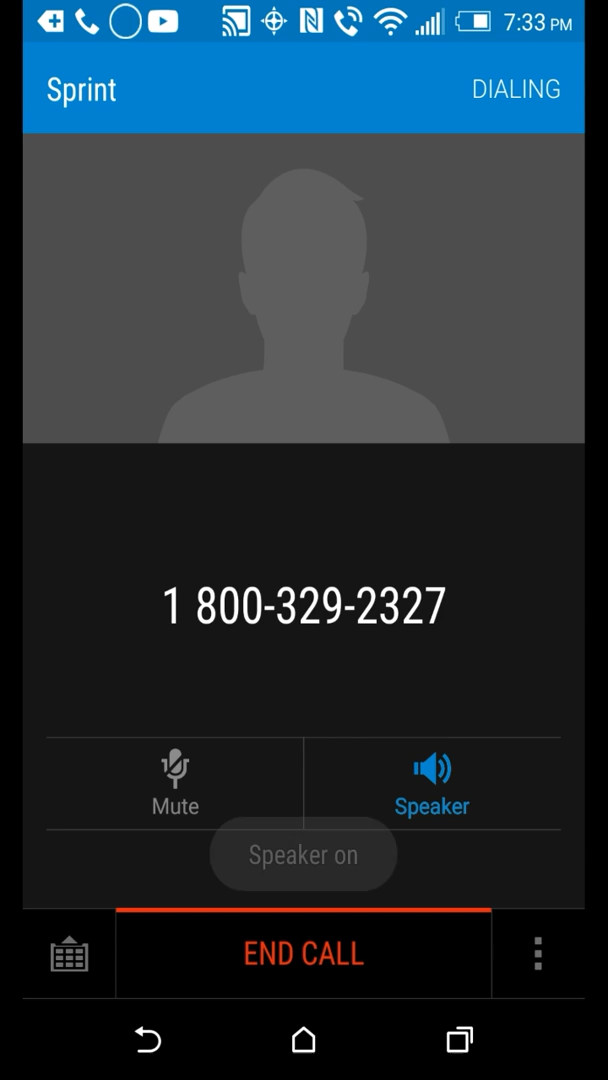 7:33 PM
Sprint
DIALING
1 800-329-2327
Mute
Speaker
Speaker on
END CALL